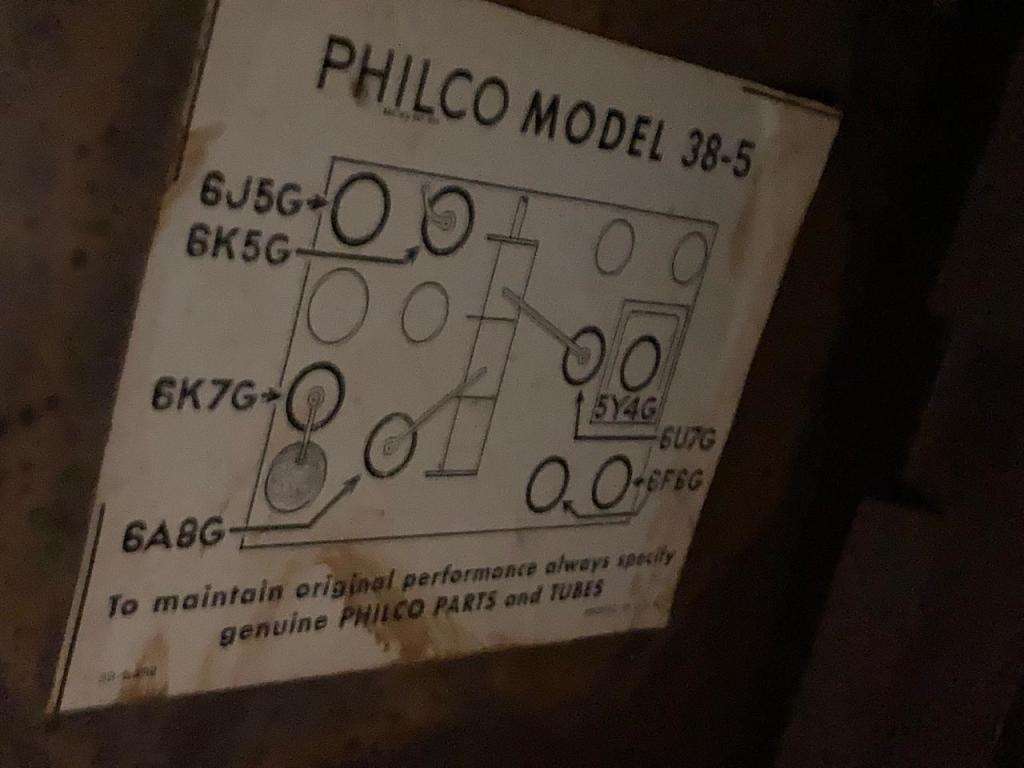 PHILCO MODEL 38-5
6J5G
6K5G
6K7G
5Y4G
6U7G
6F6G
6A8G
To maintain original performance always specify
genuine PHILCO PARTS and TUBES